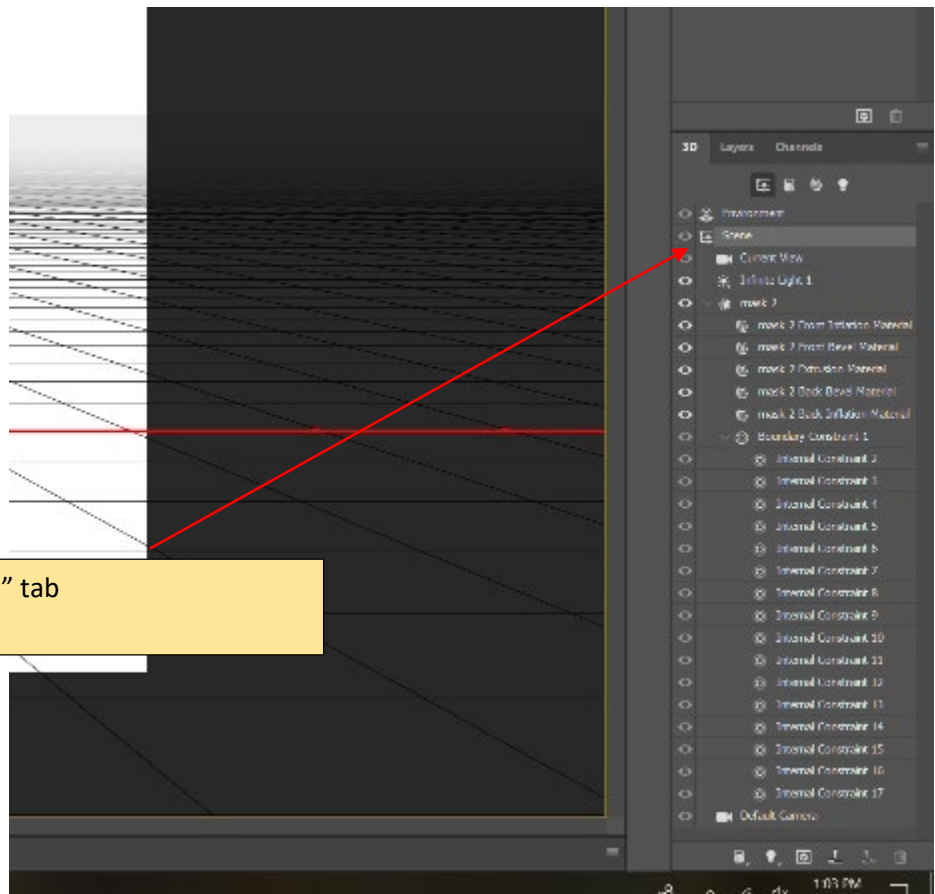 3D Layers Channels
Environment
Scene
Current View
Infinite Light 1
mask 2
mask 2 Front Inflation Material
mask 2 Front Bevel Material
mask 2 Extrusion Material
mask 2 Back Bevel Material
mask 2 Back Inflation Material
Boundary Constraint 1
Internal Constraint 2
Internal Constraint 3
Internal Constraint 4
Internal Constraint 5
Internal Constraint 6
Internal Constraint 7
Internal Constraint 8
Internal Constraint 9
Internal Constraint 10
Internal Constraint 11
Internal Constraint 12
Internal Constraint 13
Internal Constraint 14
Internal Constraint 15
Internal Constraint 16
Internal Constraint 17
Default Camera
” tab
1:03 PM